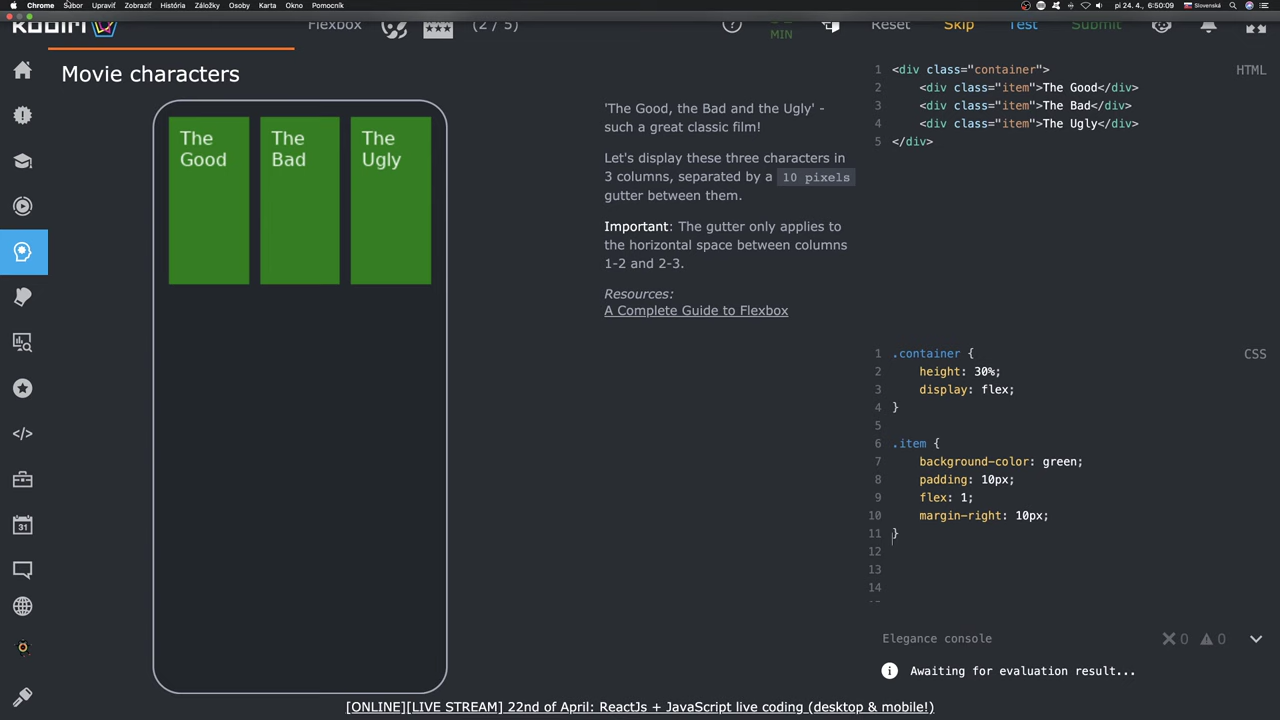 Chrome Súbor Upraviť Zobraziť História Záložky Osoby Karta Okno Pomocník Slovenská pi 24. 4., 6:50:09
Flexbox (2 / 5) MIN Reset Skip Test Submit
Movie characters
The Good
The Bad
The Ugly
'The Good, the Bad and the Ugly' -
such a great classic film!
Let's display these three characters in
3 columns, separated by a 10 pixels
gutter between them.
Important: The gutter only applies to
the horizontal space between columns
1-2 and 2-3.
Resources:
A Complete Guide to Flexbox
HTML
1 <div class="container">
2 <div class="item">The Good</div>
3 <div class="item">The Bad</div>
4 <div class="item">The Ugly</div>
5 </div>
CSS
1 .container {
2 height: 30%;
3 display: flex;
4 }
5
6 .item {
7 background-color: green;
8 padding: 10px;
9 flex: 1;
10 margin-right: 10px;
11 }
12
13
14
Elegance console 0 0
Awaiting for evaluation result...
31
[ONLINE][LIVE STREAM] 22nd of April: ReactJs + JavaScript live coding (desktop & mobile!)